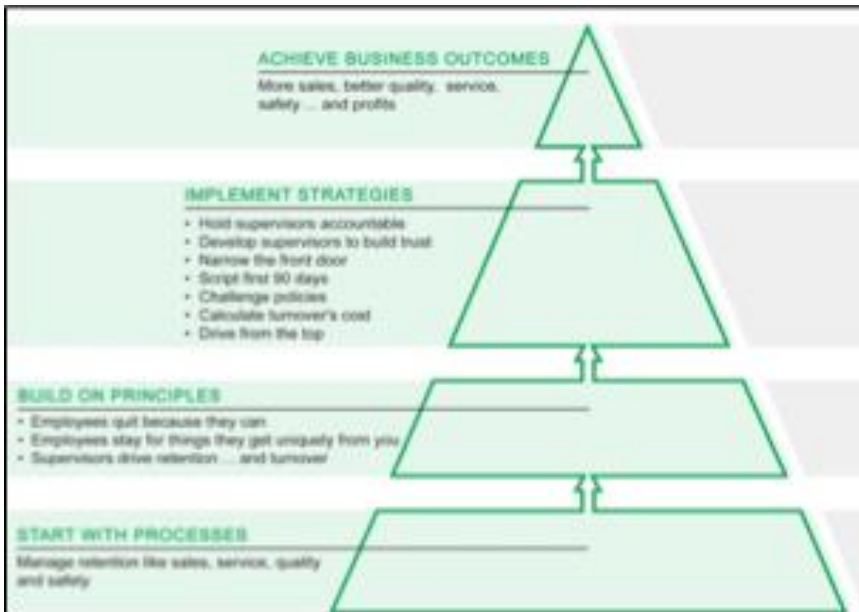 ACHIEVE BUSINESS OUTCOMES
More sales, better quality, service,
safety ... and profits
IMPLEMENT STRATEGIES
• Hold supervisors accountable
• Develop supervisors to build trust
• Narrow the front door
• Script first 90 days
• Challenge policies
• Calculate turnover's cost
• Drive from the top
BUILD ON PRINCIPLES
• Employees quit because they can
• Employees stay for things they get uniquely from you
• Supervisors drive retention ... and turnover
START WITH PROCESSES
Manage retention like sales, service, quality
and safety